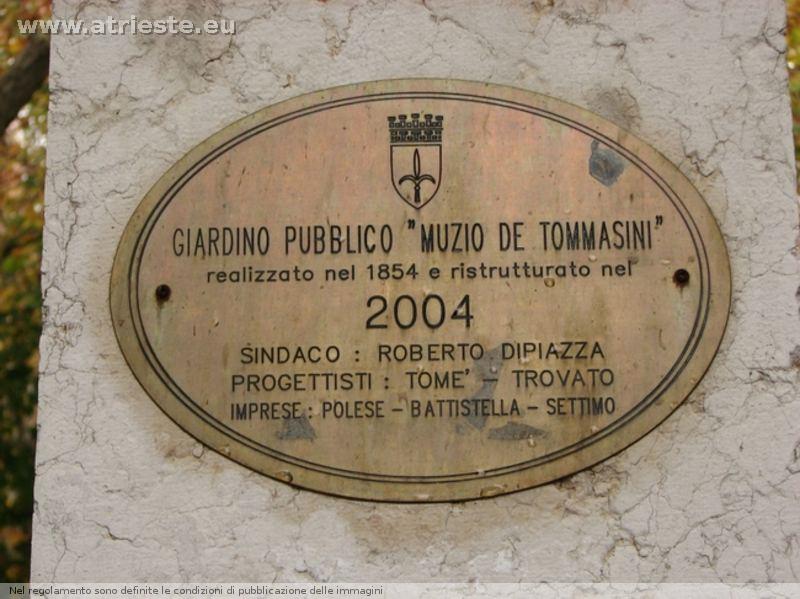 www.atrieste.eu
GIARDINO PUBBLICO "MUZIO DE TOMMASINI"
realizzato nel 1854 e ristrutturato nel
2004
SINDACO : ROBERTO DIPIAZZA
PROGETTISTI : TOME' - TROVATO
IMPRESE : POLESE - BATTISTELLA - SETTIMO
Nel regolamento sono definite le condizioni di pubblicazione delle immagini